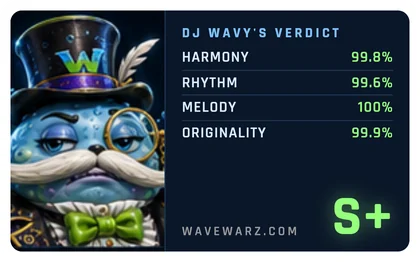 W
DJ WAVY'S VERDICT
HARMONY 99.8%
RHYTHM 99.6%
MELODY 100%
ORIGINALITY 99.9%
WAVEWARZ.COM S+